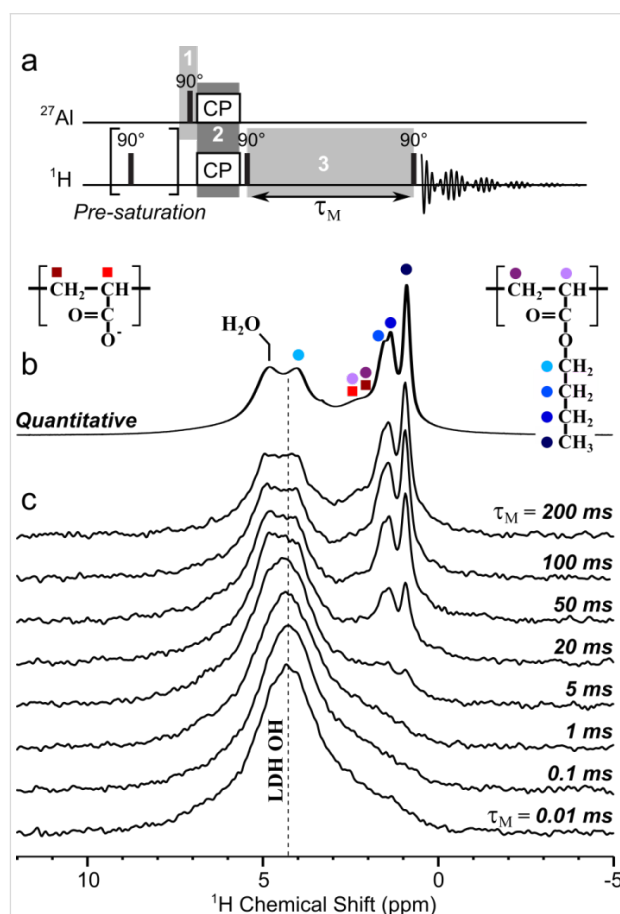 a
1
90°
27Al
CP
90°
2
90°
90°
1H
CP
3
Pre-saturation
τM
CH2
CH
O=C
O-
H2O
CH2
CH
O=C
O
CH2
CH2
CH2
CH3
b
Quantitative
c
τM = 200 ms
100 ms
50 ms
20 ms
5 ms
1 ms
0.1 ms
τM = 0.01 ms
LDH OH
10
5
0
-5
1H Chemical Shift (ppm)